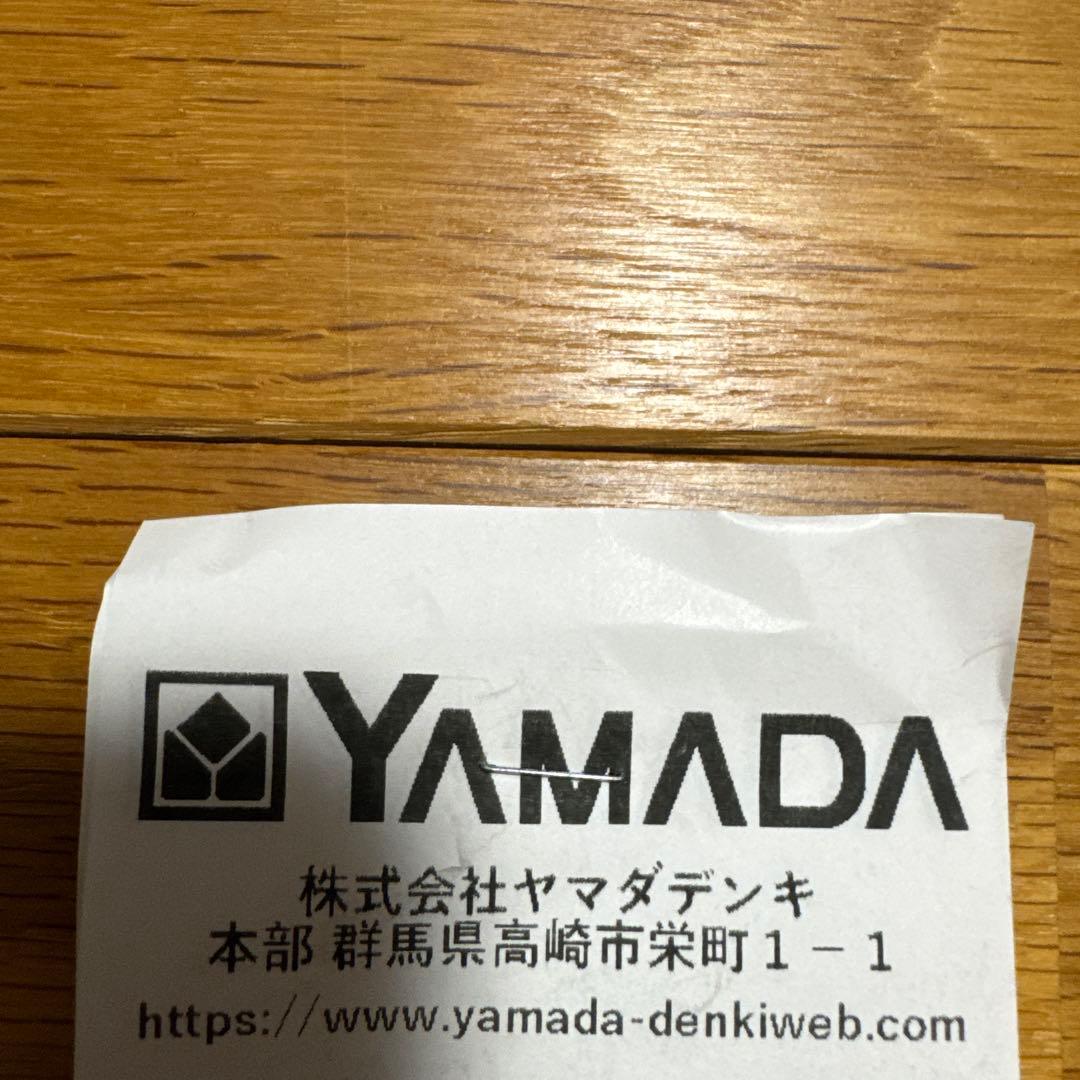 YAMADA
株式会社ヤマダデンキ
本部 群馬県高崎市栄町1-1
https://www.yamada-denkiweb.com